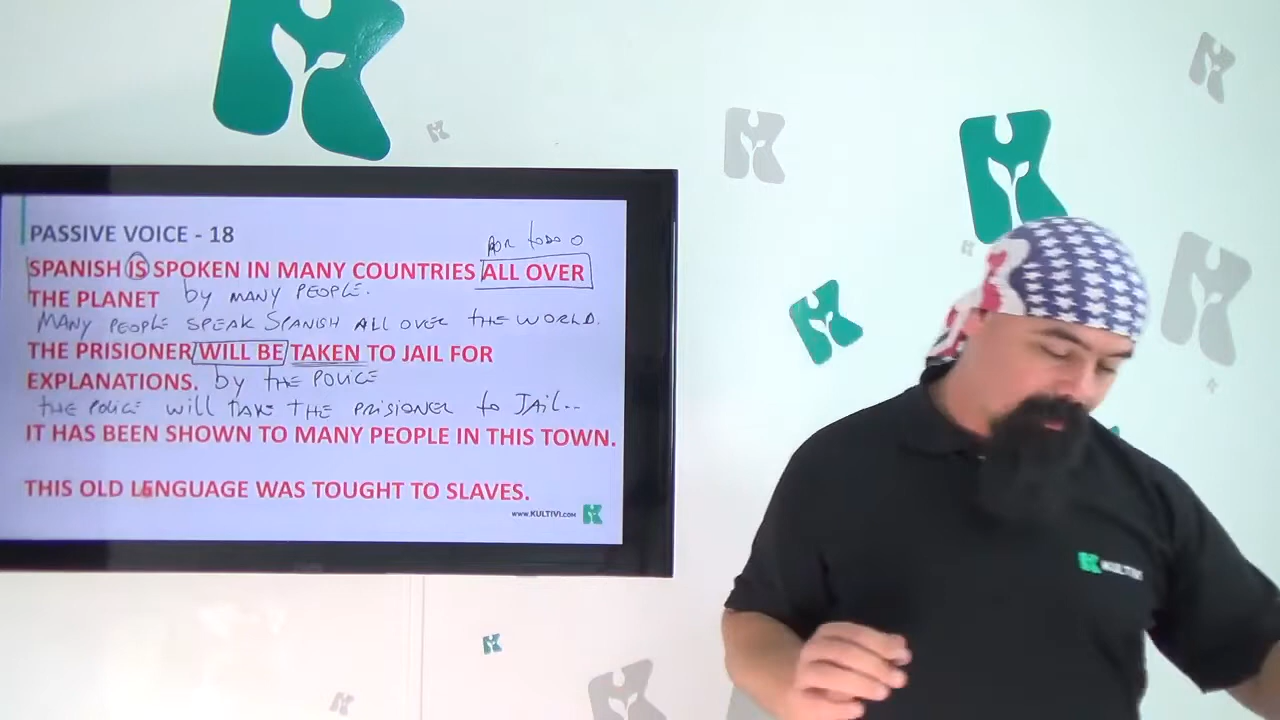 PASSIVE VOICE - 18
POR TODO O
SPANISH IS SPOKEN IN MANY COUNTRIES ALL OVER
THE PLANET by MANY PEOPLE.
MANY PEOPLE SPEAK SPANISH ALL OVER THE WORLD.
THE PRISIONER WILL BE TAKEN TO JAIL FOR
EXPLANATIONS. by THE POLICE
THE POLICE will TAKE THE PRISIONER to JAIL...
IT HAS BEEN SHOWN TO MANY PEOPLE IN THIS TOWN.
THIS OLD LENGUAGE WAS TOUGHT TO SLAVES.
WWW.KULTIVI.COM
KULTIVI